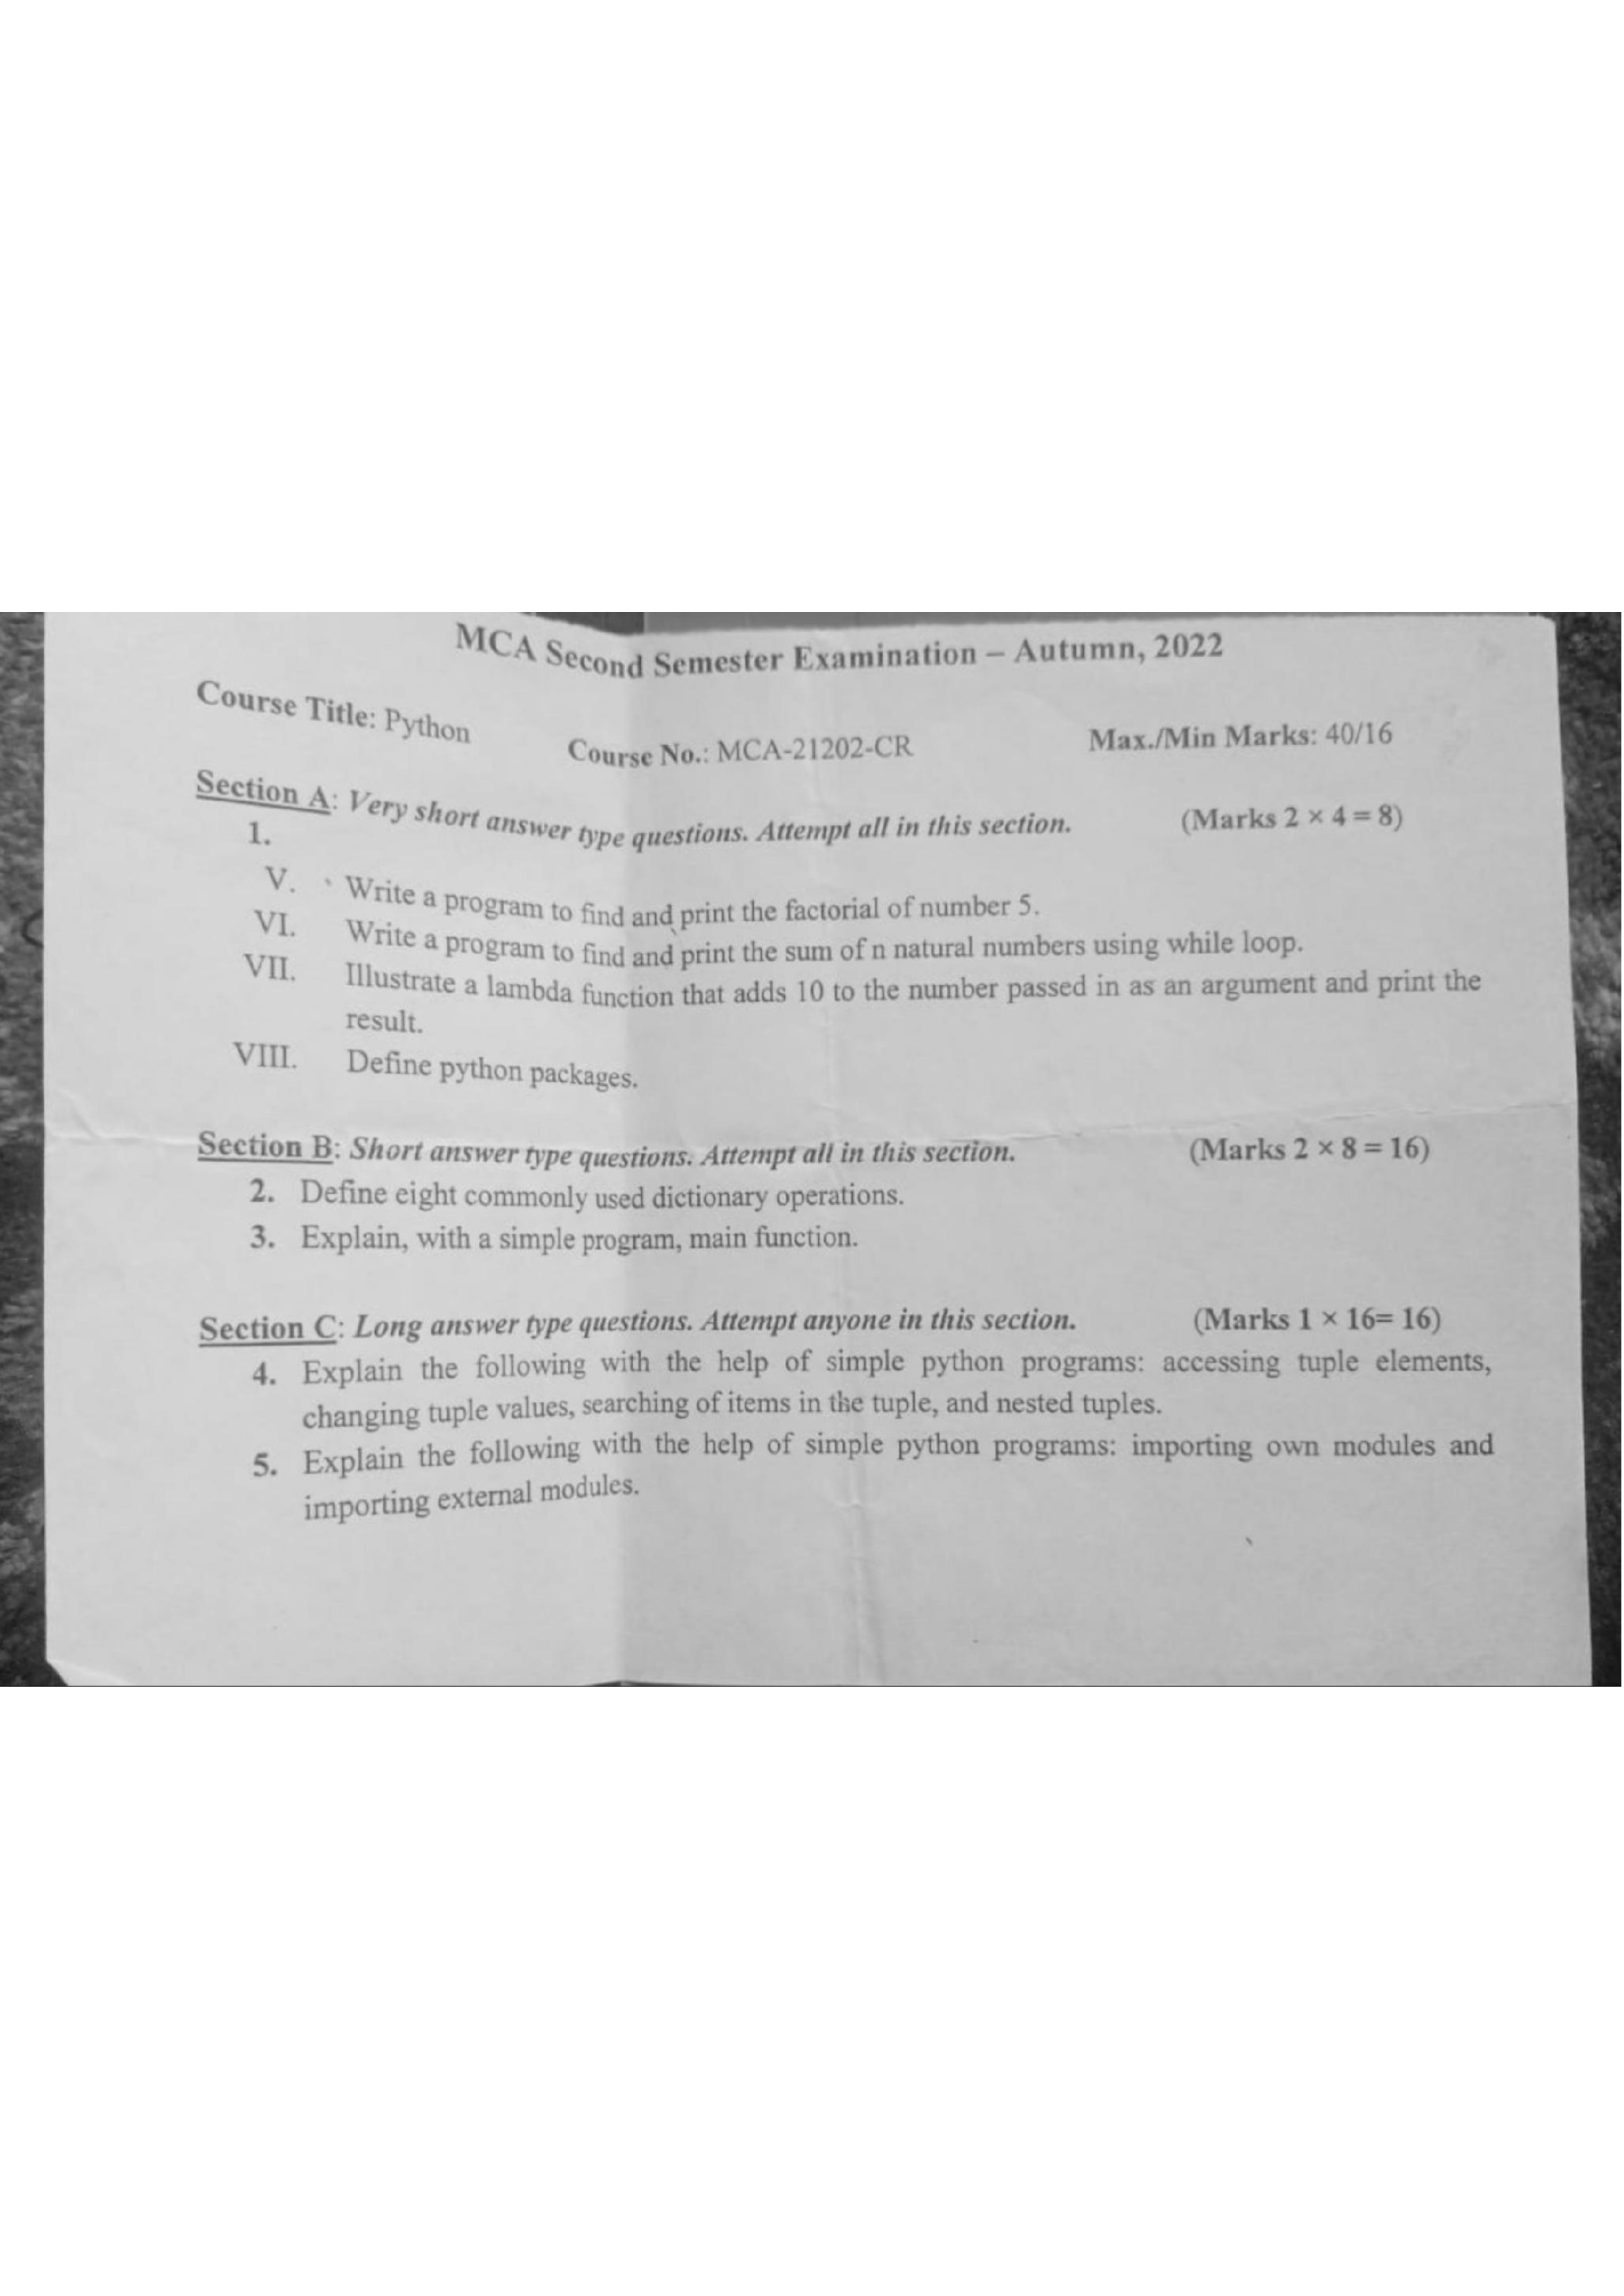 MCA Second Semester Examination – Autumn, 2022
Course Title: Python Course No.: MCA-21202-CR Max./Min Marks: 40/16
Section A: Very short answer type questions. Attempt all in this section. (Marks 2 × 4 = 8)
1.
V. Write a program to find and print the factorial of number 5.
VI. Write a program to find and print the sum of n natural numbers using while loop.
VII. Illustrate a lambda function that adds 10 to the number passed in as an argument and print the
result.
VIII. Define python packages.
Section B: Short answer type questions. Attempt all in this section. (Marks 2 × 8 = 16)
2. Define eight commonly used dictionary operations.
3. Explain, with a simple program, main function.
Section C: Long answer type questions. Attempt anyone in this section. (Marks 1 × 16= 16)
4. Explain the following with the help of simple python programs: accessing tuple elements,
changing tuple values, searching of items in the tuple, and nested tuples.
5. Explain the following with the help of simple python programs: importing own modules and
importing external modules.